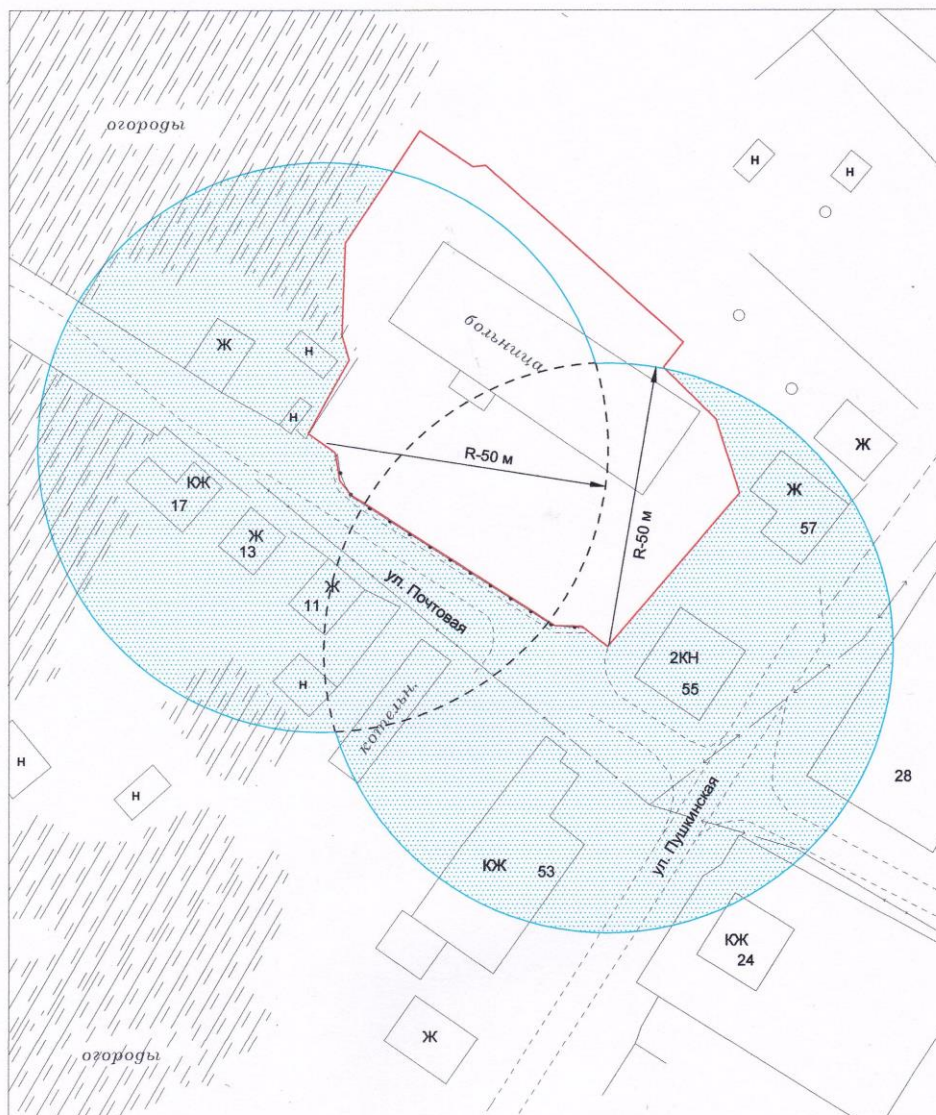 огороды
н
н
больница
Ж
н
н
Ж
R-50 м
КЖ
17
Ж
57
Ж
13
R-50 м
ул. Почтовая
Ж
11
2КН
55
н
котельн.
н
н
28
ул. Пушкинская
КЖ
53
КЖ
24
Ж
огороды